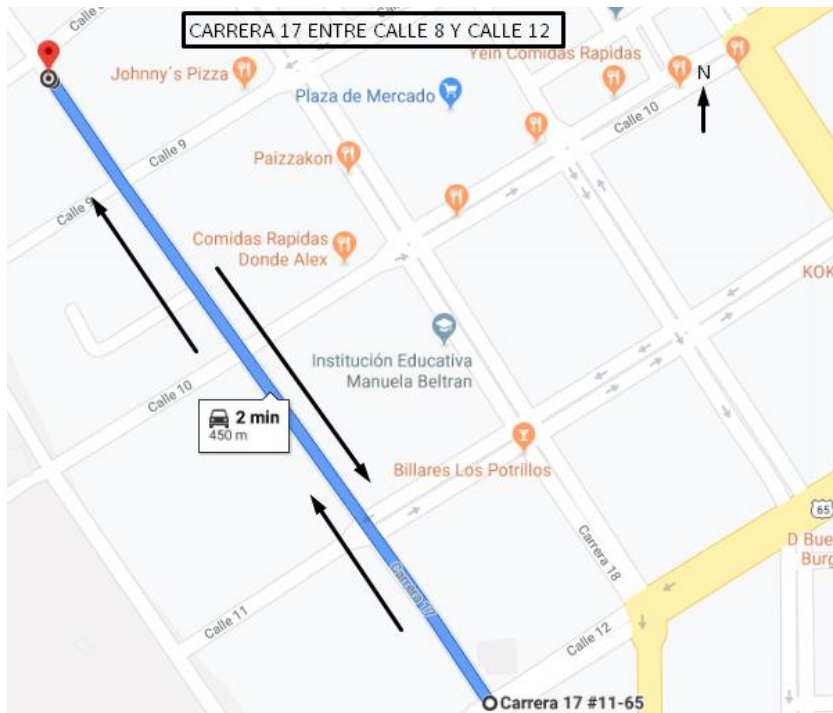 CARRERA 17 ENTRE CALLE 8 Y CALLE 12
Yein Comidas Rapidas
Johnny´s Pizza
N
Plaza de Mercado
Calle 10
Calle 9
Paizzakon
Calle 9
Comidas Rapidas
Donde Alex
KOK
Institución Educativa
Manuela Beltran
Calle 10
2 min
450 m
Billares Los Potrillos
65
D Bue
Burg
Carrera 18
Carrera 17
Calle 11
Calle 12
Carrera 17 #11-65